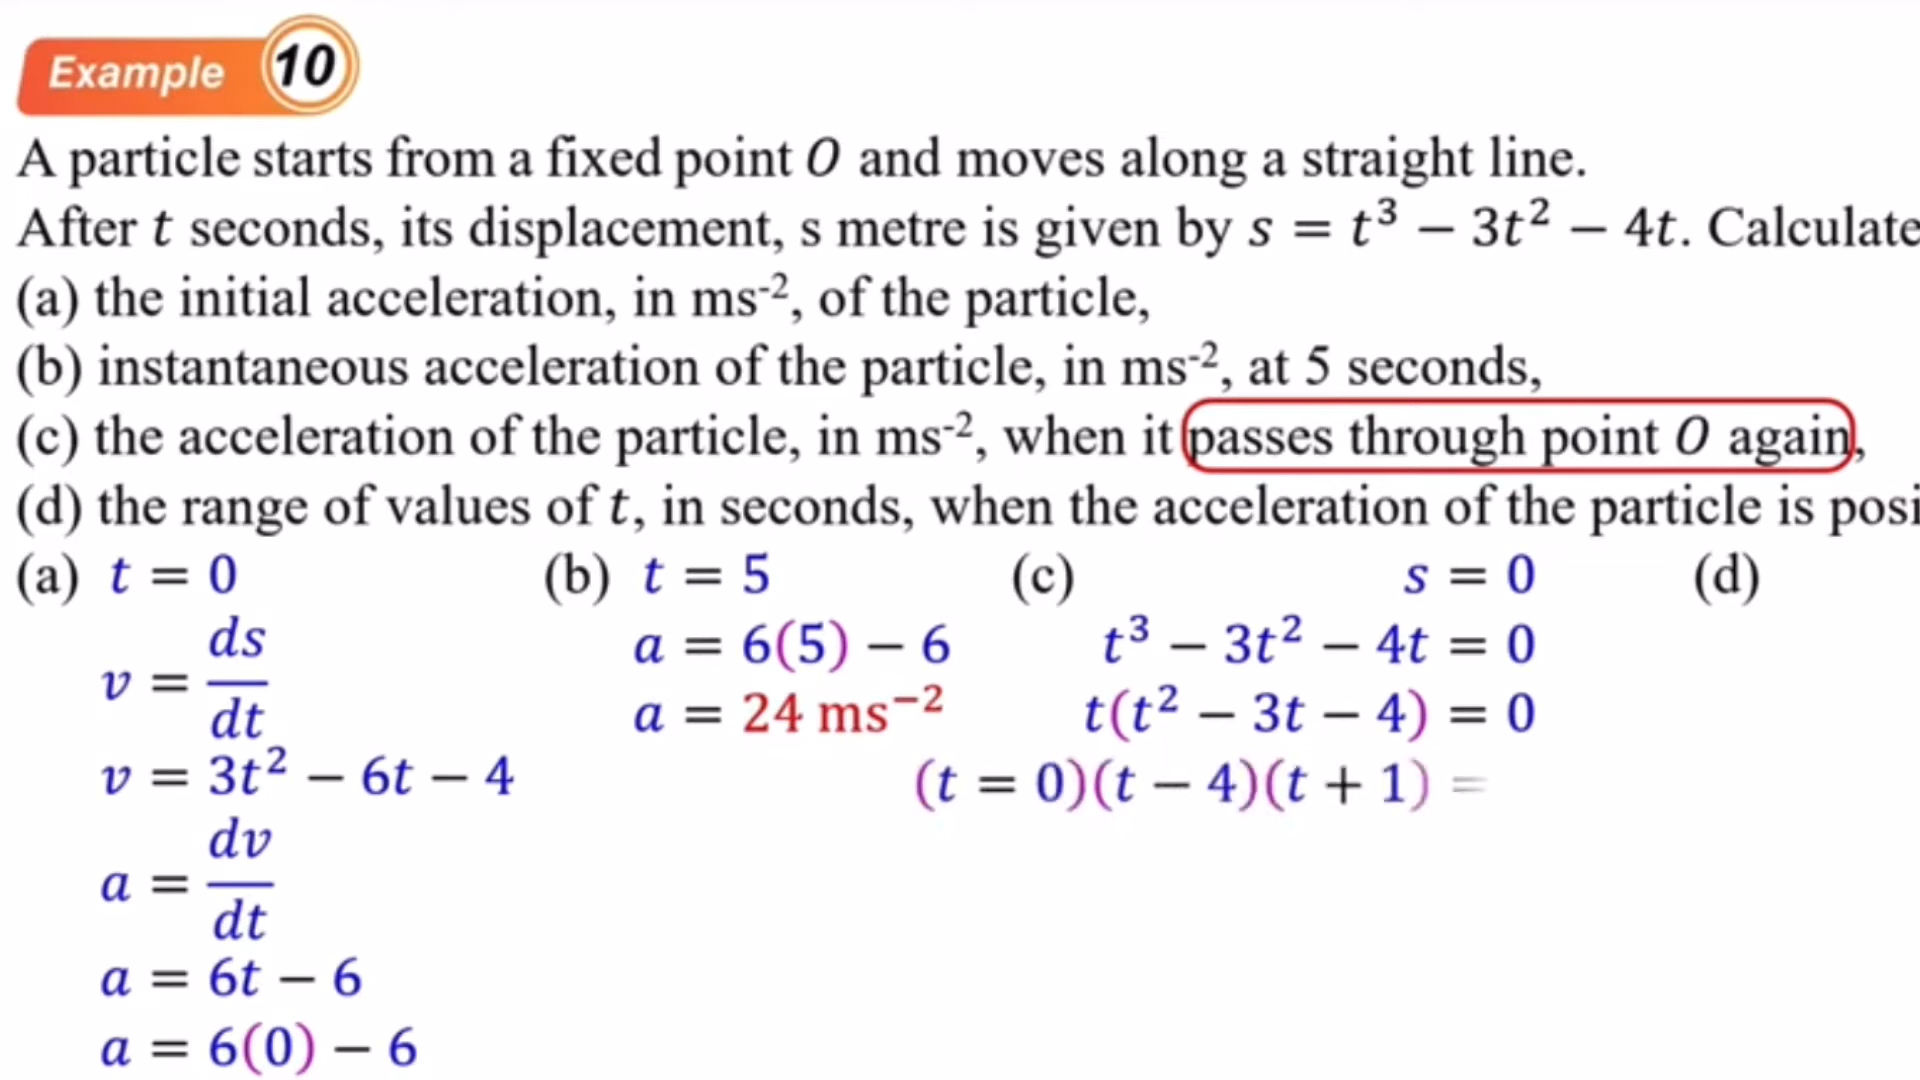 Example 10
A particle starts from a fixed point O and moves along a straight line.
After t seconds, its displacement, s metre is given by s = t³ − 3t² − 4t. Calculate
(a) the initial acceleration, in ms⁻², of the particle,
(b) instantaneous acceleration of the particle, in ms⁻², at 5 seconds,
(c) the acceleration of the particle, in ms⁻², when it passes through point O again,
(d) the range of values of t, in seconds, when the acceleration of the particle is posi
(a) t = 0
v = ds/dt
v = 3t² − 6t − 4
a = dv/dt
a = 6t − 6
a = 6(0) − 6
(b) t = 5
a = 6(5) − 6
a = 24 ms⁻²
(c) s = 0
t³ − 3t² − 4t = 0
t(t² − 3t − 4) = 0
(t = 0)(t − 4)(t + 1) =
(d)